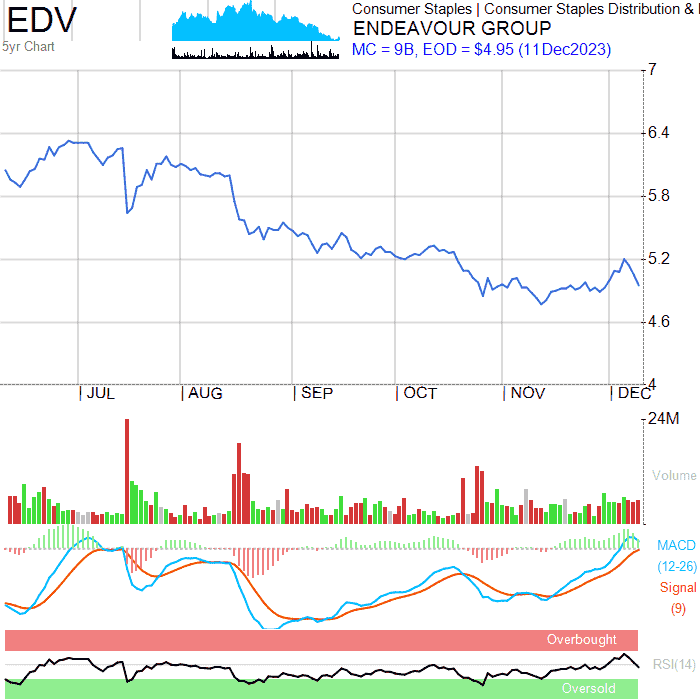 EDV
5yr Chart
Consumer Staples | Consumer Staples Distribution &
ENDEAVOUR GROUP
MC = 9B, EOD = $4.95 (11Dec2023)
7
6.4
5.8
5.2
4.6
4
JUL
AUG
SEP
OCT
NOV
DEC
24M
Volume
MACD
(12-26)
Signal
(9)
Overbought
RSI(14)
Oversold